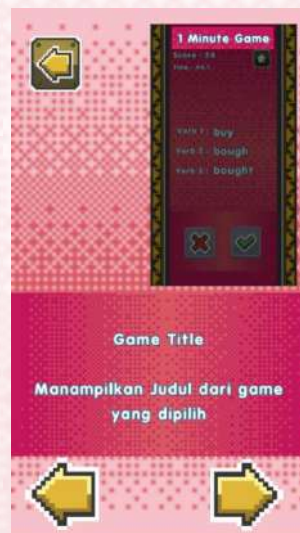 1 Minute Game
Verb 1 : buy
Verb 2 : bough
Verb 3 : bought
Game Title
Manampilkan Judul dari game
yang dipilih